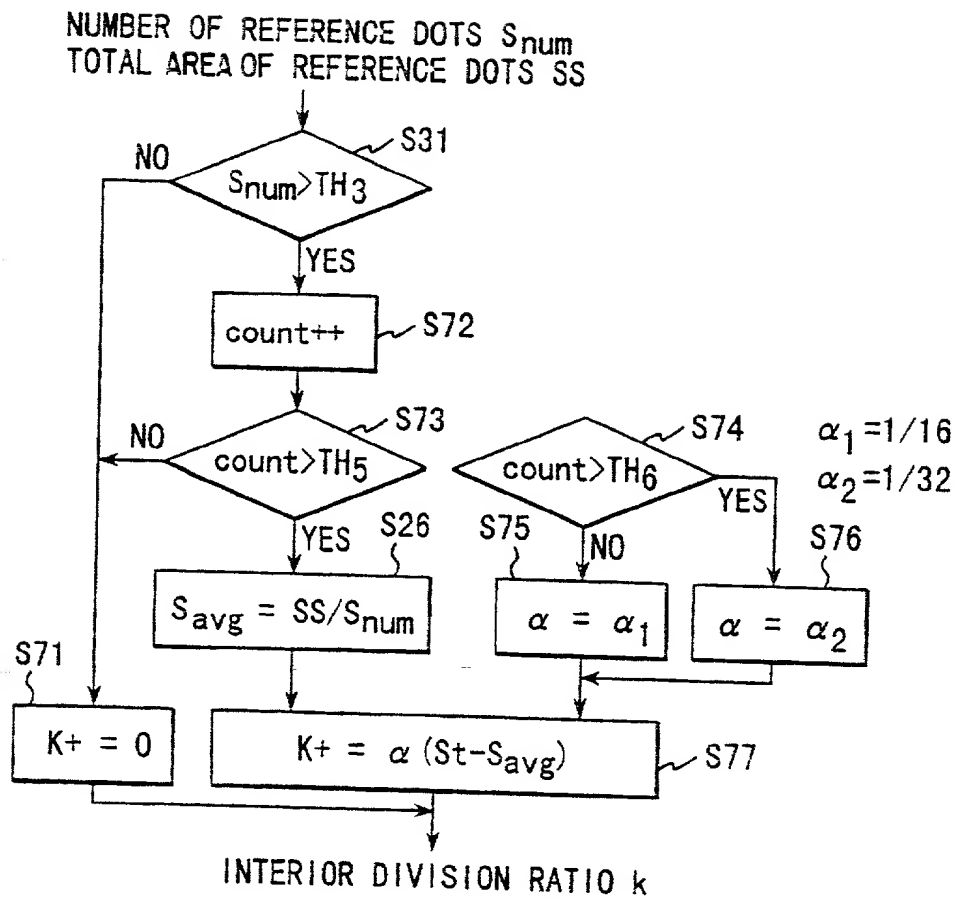 NUMBER OF REFERENCE DOTS Snum
TOTAL AREA OF REFERENCE DOTS SS
S31
NO
Snum>TH3
YES
count++
S72
S73
NO
count>TH5
YES
S74
count>TH6
YES
NO
α1=1/16
α2=1/32
S26
Savg = SS/Snum
S75
α = α1
S76
α = α2
S71
K+ = 0
K+ = α(St-Savg)
S77
INTERIOR DIVISION RATIO k